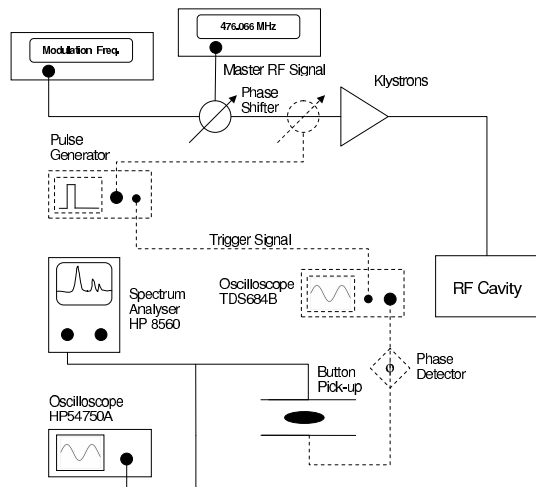 476.066 MHz
Modulation Freq.
Master RF Signal
Klystrons
Phase
Shifter
Pulse
Generator
Trigger Signal
Oscilloscope
TDS684B
RF Cavity
Spectrum
Analyser
HP 8560
Phase
Detector
Φ
Button
Pick-up
Oscilloscope
HP54750A